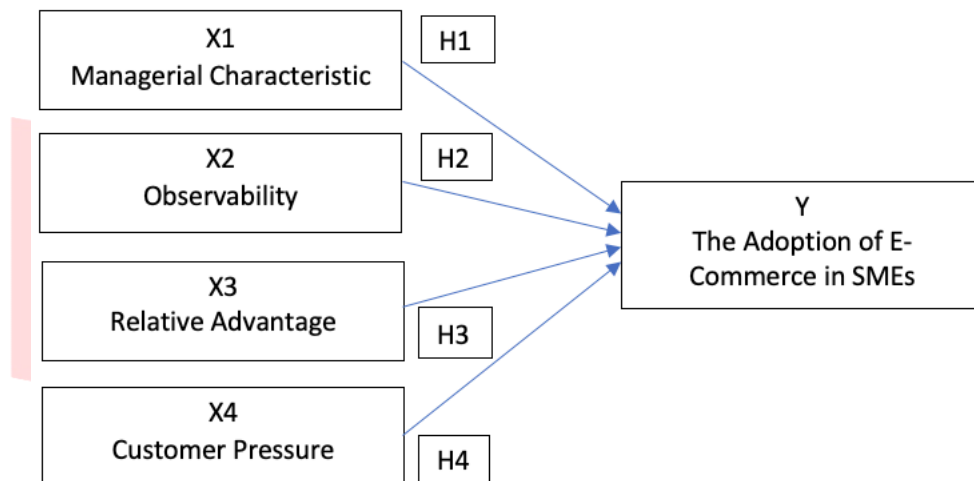 X1
Managerial Characteristic
H1
X2
Observability
H2
Y
The Adoption of E-
Commerce in SMEs
X3
Relative Advantage
H3
X4
Customer Pressure
H4